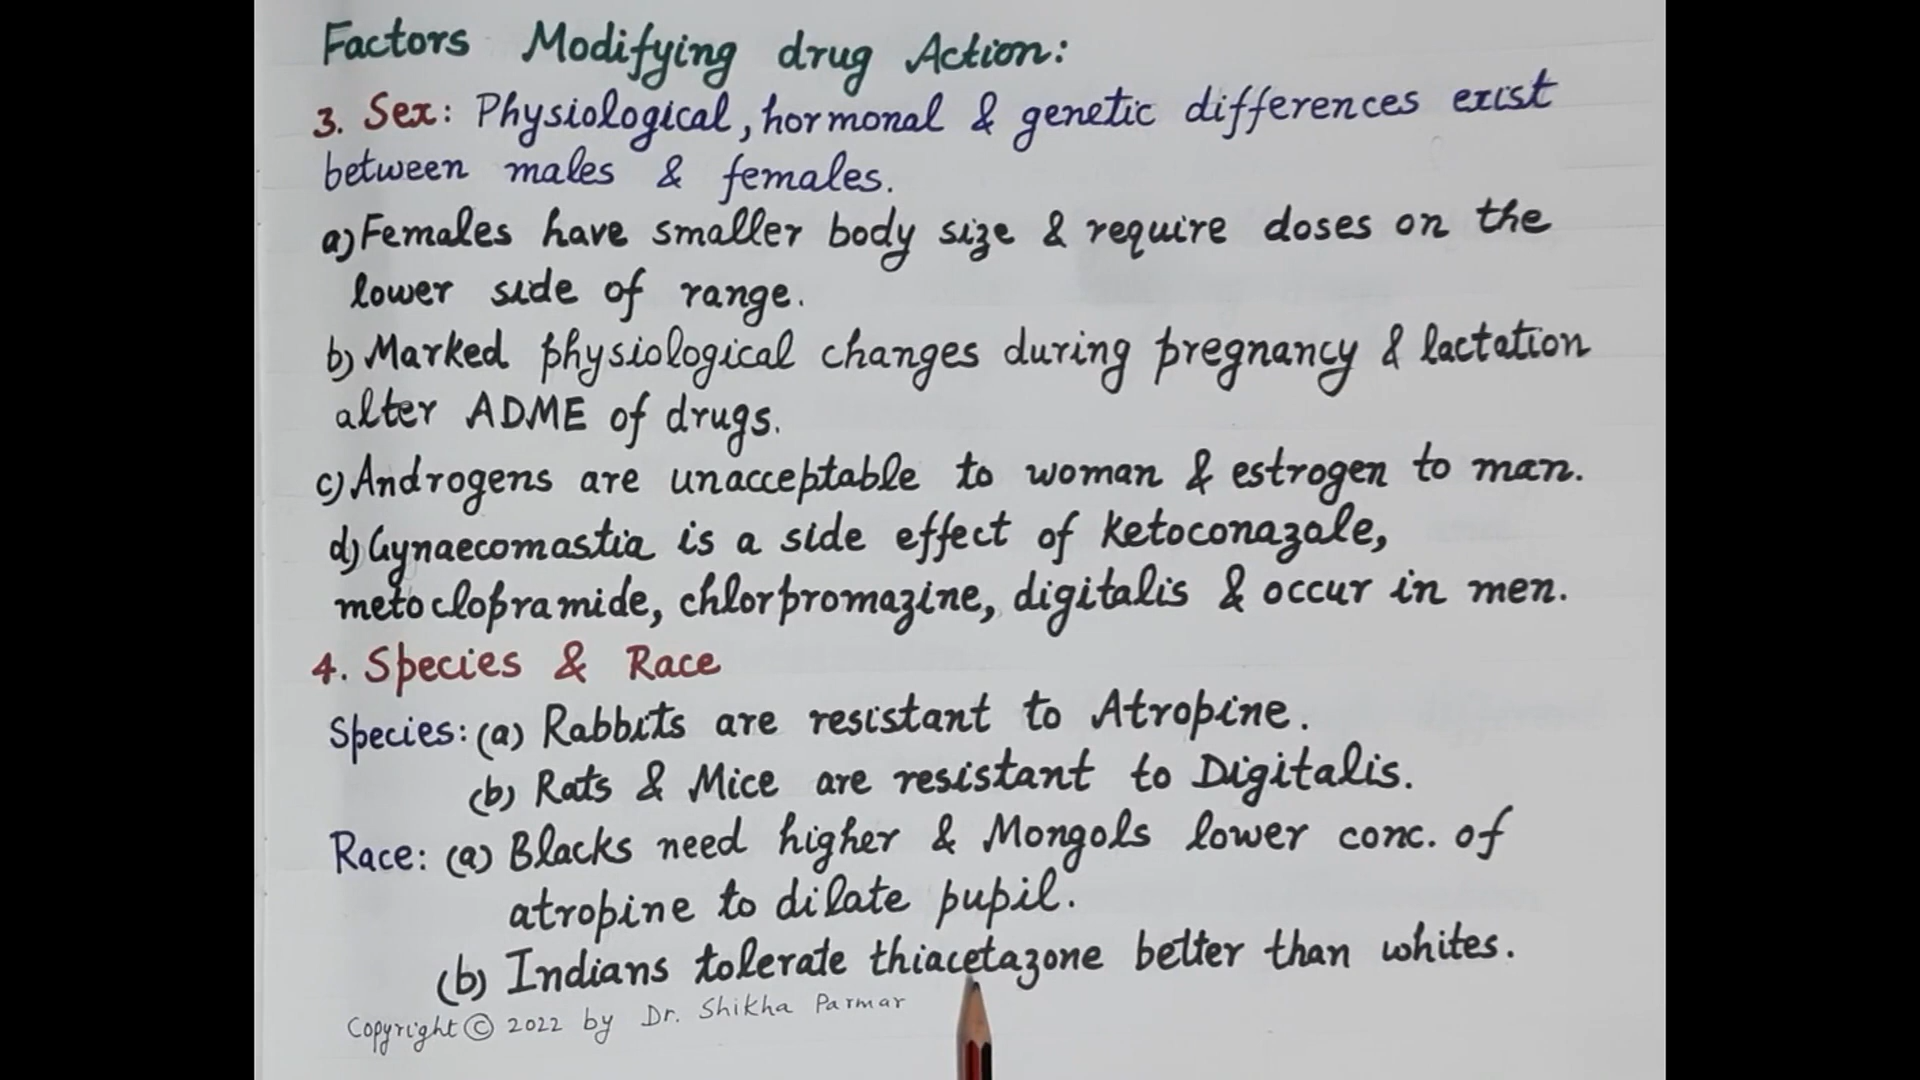 Factors Modifying drug Action:
3. Sex: Physiological, hormonal & genetic differences exist
between males & females.
a) Females have smaller body size & require doses on the
lower side of range.
b) Marked physiological changes during pregnancy & lactation
alter ADME of drugs.
c) Androgens are unacceptable to woman & estrogen to man.
d) Gynaecomastia is a side effect of Ketoconazole,
metoclopramide, chlorpromazine, digitalis & occur in men.
4. Species & Race
Species: (a) Rabbits are resistant to Atropine.
(b) Rats & Mice are resistant to Digitalis.
Race: (a) Blacks need higher & Mongols lower conc. of
atropine to dilate pupil.
(b) Indians tolerate thiacetazone better than whites.
Copyright © 2022 by Dr. Shikha Parmar